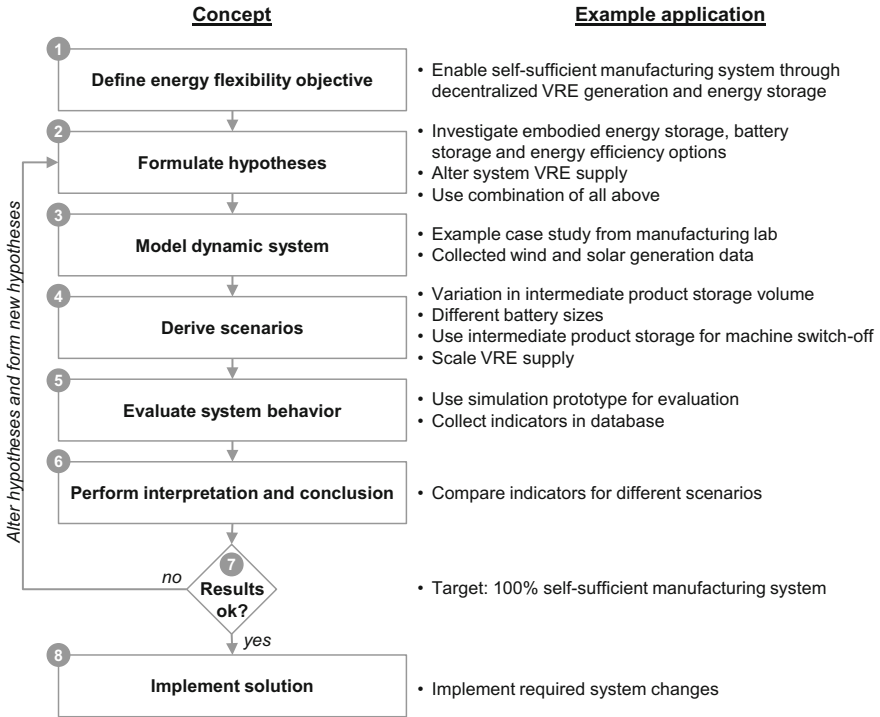 Concept
Example application
1
Define energy flexibility objective
• Enable self-sufficient manufacturing system through
decentralized VRE generation and energy storage
2
Formulate hypotheses
• Investigate embodied energy storage, battery
storage and energy efficiency options
• Alter system VRE supply
• Use combination of all above
3
Model dynamic system
• Example case study from manufacturing lab
• Collected wind and solar generation data
4
Derive scenarios
• Variation in intermediate product storage volume
• Different battery sizes
• Use intermediate product storage for machine switch-off
• Scale VRE supply
5
Evaluate system behavior
• Use simulation prototype for evaluation
• Collect indicators in database
6
Perform interpretation and conclusion
• Compare indicators for different scenarios
7
Results
ok?
no
yes
• Target: 100% self-sufficient manufacturing system
8
Implement solution
• Implement required system changes
Alter hypotheses and form new hypotheses